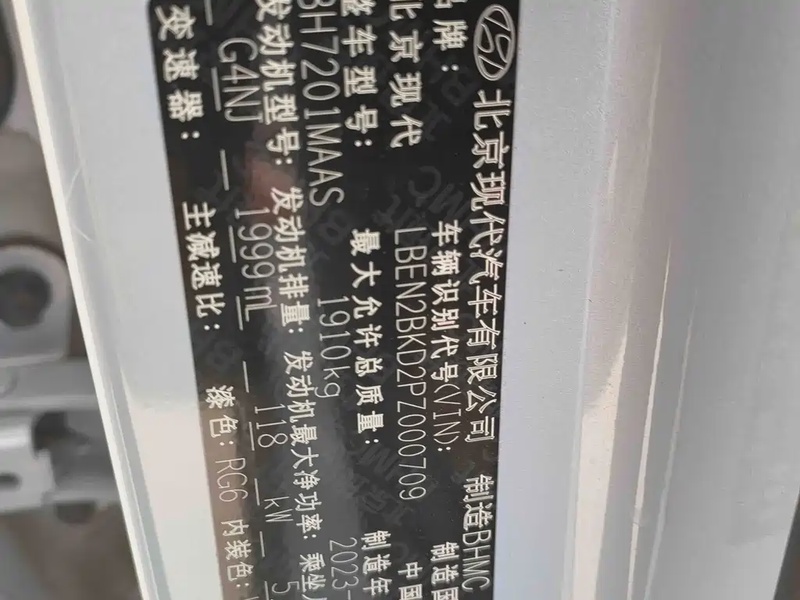 北京现代汽车有限公司 制造BHMC
品牌: 车辆识别代号(VIN): 制造国
北京现代 LBEN2BKD2PZ000709 中国
整车型号: 最大允许总质量: 制造年
BH7201MAAS 1910kg 2023-
发动机型号: 发动机排量: 发动机最大净功率: 乘坐人
G4NJ 1999mL 118 kW 5
变速器: 主减速比: 漆色: RG6 内装色: